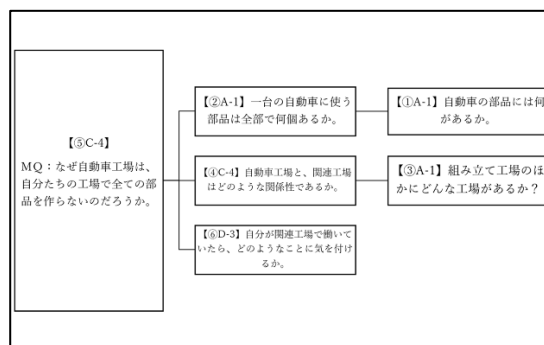 【⑤C-4】
MQ：なぜ自動車工場は、
自分たちの工場で全ての部
品を作らないのだろうか。
【②A-1】一台の自動車に使う
部品は全部で何個あるか。
【①A-1】自動車の部品には何
があるか。
【④C-4】自動車工場と、関連工場
はどのような関係性であるか。
【③A-1】組み立て工場のほ
かにどんな工場があるか？
【⑥D-3】自分が関連工場で働いて
いたら、どのようなことに気を付け
るか。